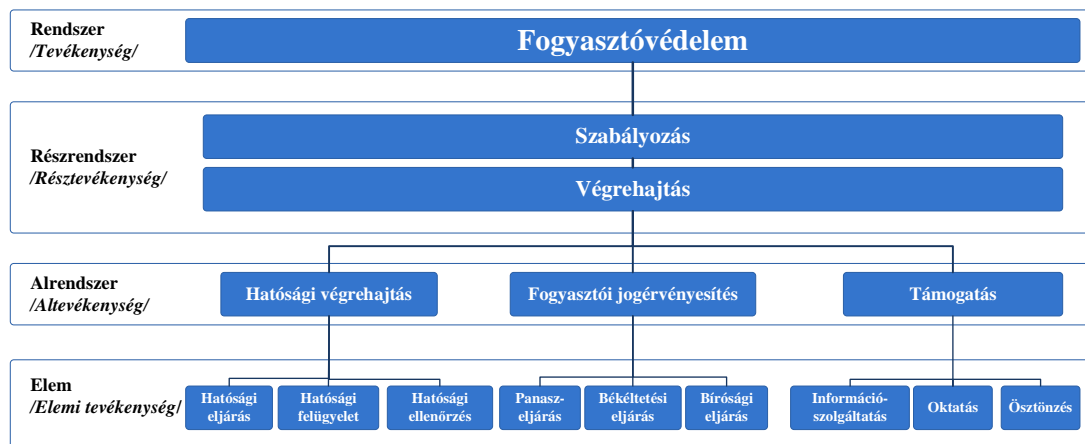 Rendszer
/Tevékenység/
Fogyasztóvédelem
Részrendszer
/Résztevékenység/
Szabályozás
Végrehajtás
Alrendszer
/Altevékenység/
Hatósági végrehajtás
Fogyasztói jogérvényesítés
Támogatás
Elem
/Elemi tevékenység/
Hatósági
eljárás
Hatósági
felügyelet
Hatósági
ellenőrzés
Panasz-
eljárás
Békéltetési
eljárás
Bírósági
eljárás
Információ-
szolgáltatás
Oktatás
Ösztönzés